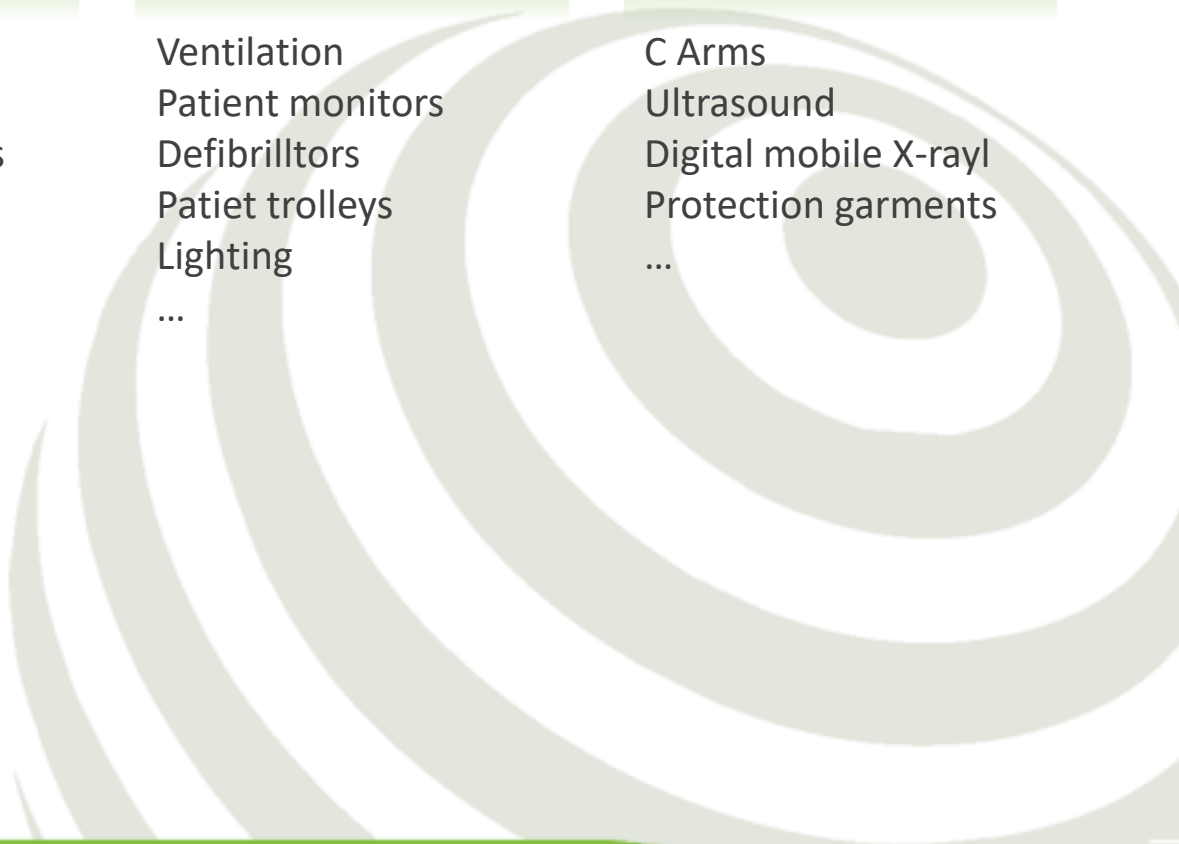 Ventilation
Patient monitors
Defibrilltors
Patiet trolleys
Lighting
...
C Arms
Ultrasound
Digital mobile X-rayl
Protection garments
...